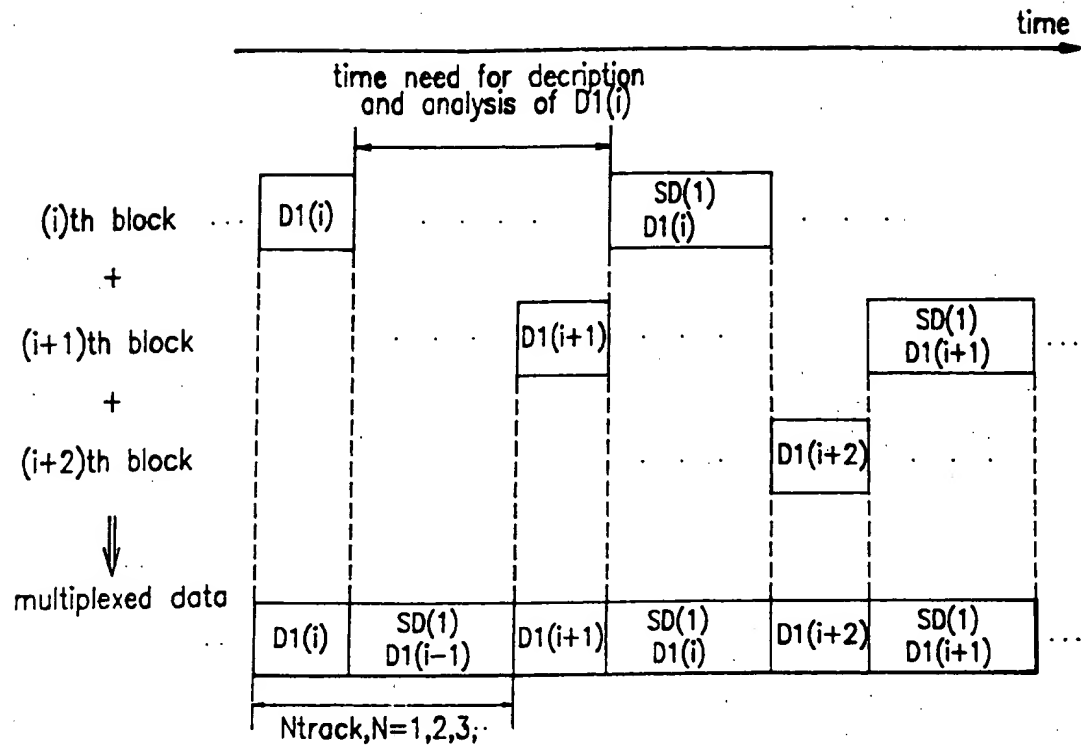 time
time need for decription
and analysis of D1(i)
(i)th block ... D1(i) . . . . SD(1) . . . .
D1(i)
+
(i+1)th block . . . . D1(i+1) . . . . SD(1) ...
D1(i+1)
+
(i+2)th block . . . . D1(i+2) . . . .
⇓
multiplexed data
... D1(i) SD(1) D1(i+1) SD(1) D1(i+2) SD(1) ...
D1(i-1) D1(i) D1(i+1)
Ntrack,N=1,2,3;·